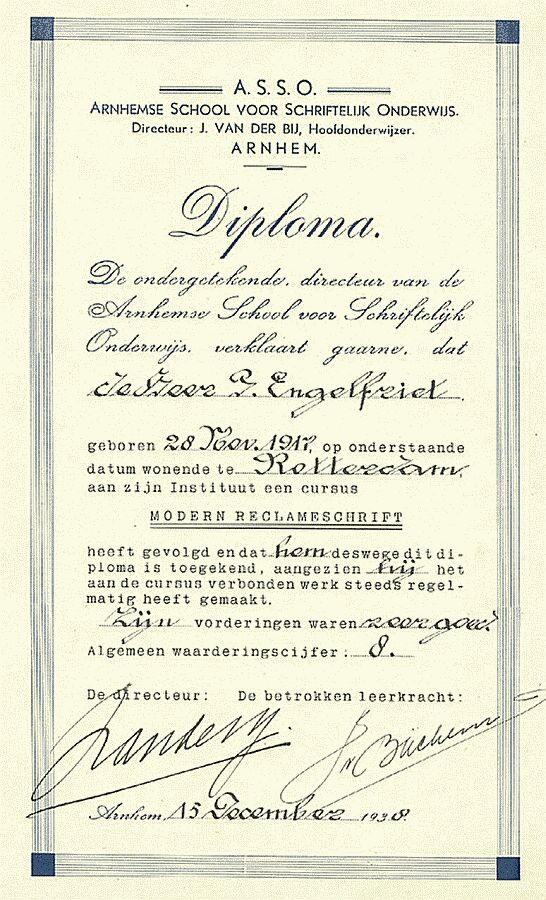 A.S.S.O.
ARNHEMSE SCHOOL VOOR SCHRIFTELIJK ONDERWIJS.
Directeur: J. VAN DER BIJ, Hoofdonderwijzer.
ARNHEM.
Diploma.
De ondergetekende, directeur van de
Arnhemse School voor Schriftelijk
Onderwijs, verklaart gaarne, dat
de Heer J. Engelfriet.
geboren 28 Nov. 1917, op onderstaande
datum wonende te Rotterdam,
aan zijn Instituut een cursus
MODERN RECLAMESCHRIFT
heeft gevolgd en dat hem deswege dit di-
ploma is toegekend, aangezien hij het
aan de cursus verbonden werk steeds regel-
matig heeft gemaakt.
Zijn vorderingen waren zeer goed.
Algemeen waarderingscijfer: 8.
De directeur: De betrokken leerkracht:
Arnhem, 15 December 1938.